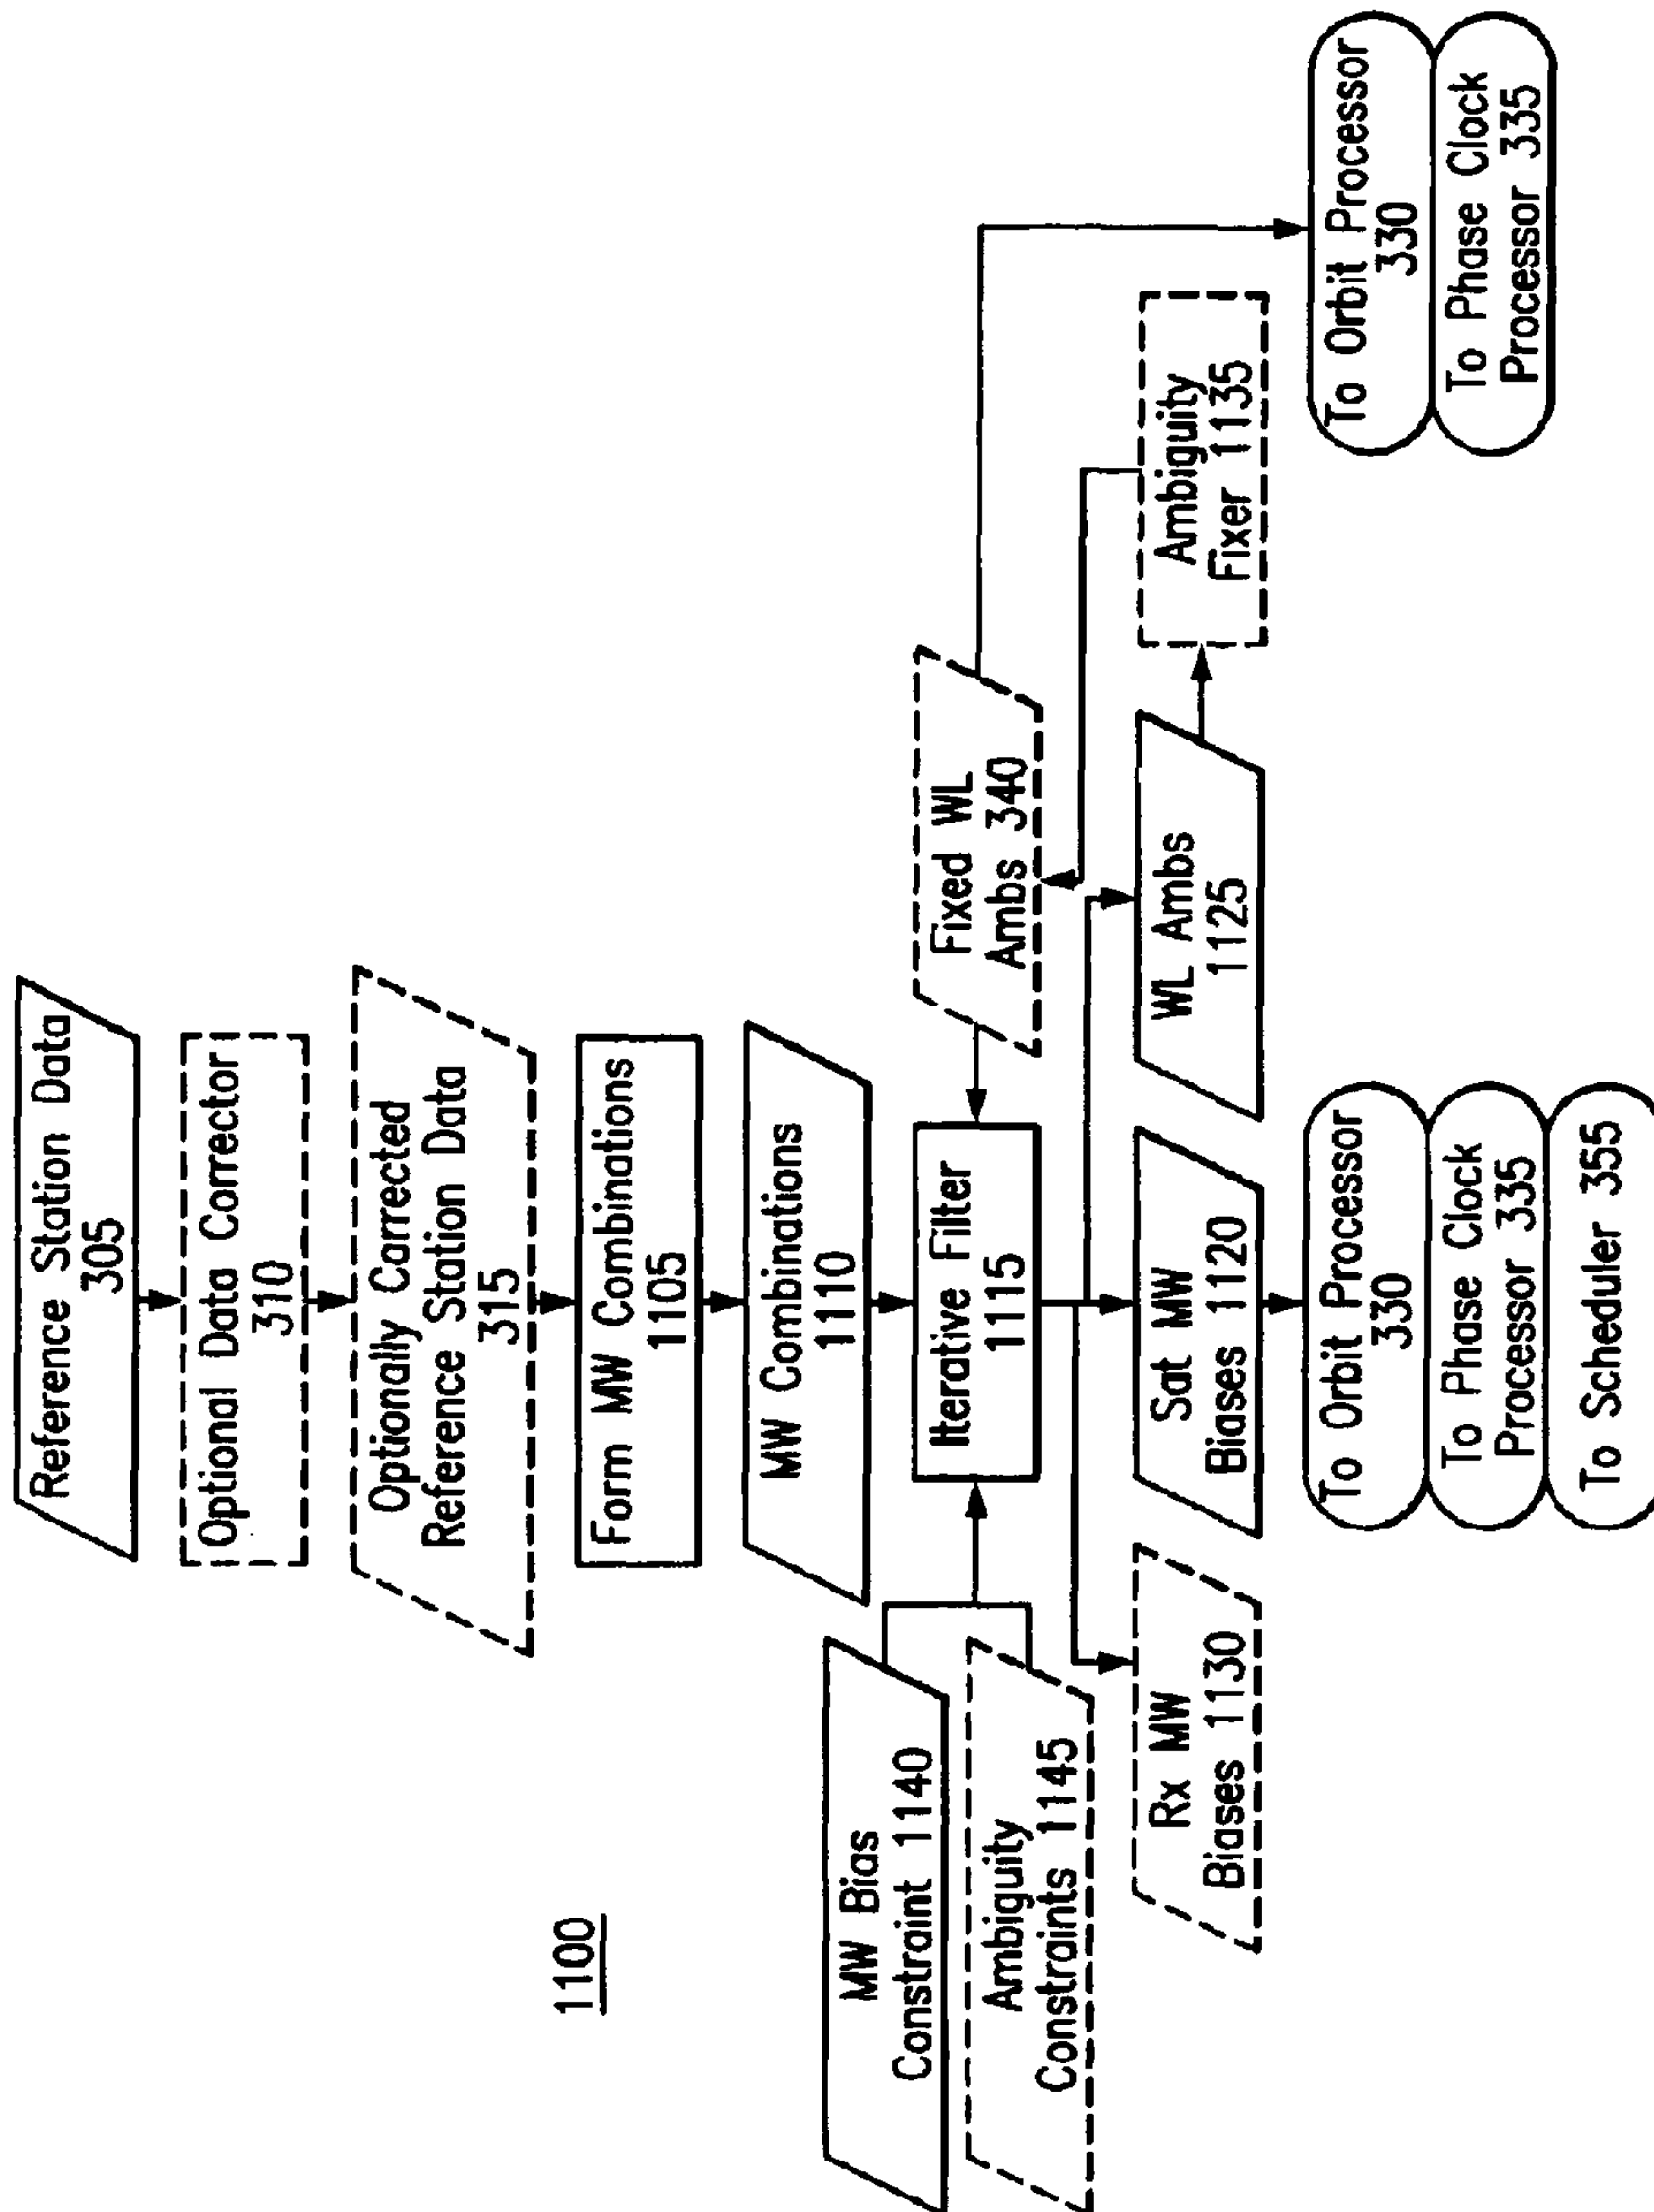 1100
Reference Station Data
305
Optional Data Corrector
310
Optionally Corrected
Reference Station Data
315
Form MW Combinations
1105
MW Combinations
1110
MW Bias
Constraint 1140
Ambiguity
Constraints 1145
Iterative Filter
1115
Fixed WL
Ambs 340
Rx MW
Biases 1130
Sat MW
Biases 1120
WL Ambs
1125
Ambiguity
Fixer 1135
To Orbit Processor
330
To Phase Clock
Processor 335
To Scheduler 355
To Orbit Processor
330
To Phase Clock
Processor 335